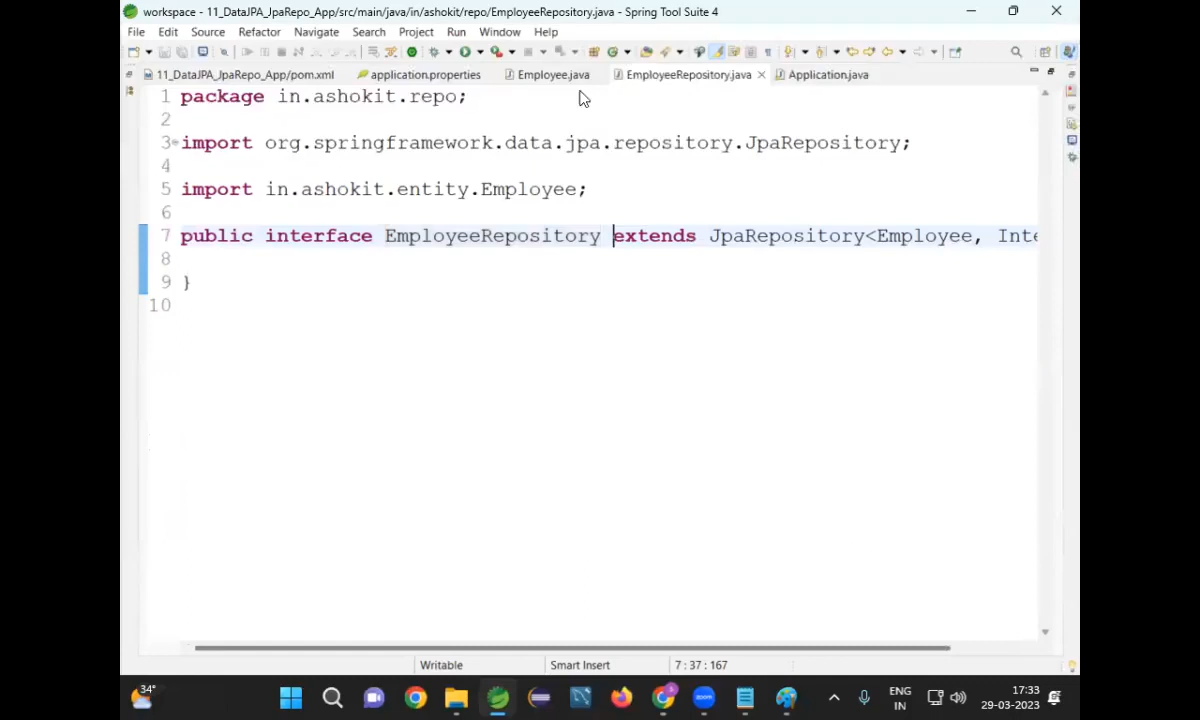 workspace - 11_DataJPA_JpaRepo_App/src/main/java/in/ashokit/repo/EmployeeRepository.java - Spring Tool Suite 4
File Edit Source Refactor Navigate Search Project Run Window Help
11_DataJPA_JpaRepo_App/pom.xml application.properties Employee.java EmployeeRepository.java Application.java
1 package in.ashokit.repo;
2
3 import org.springframework.data.jpa.repository.JpaRepository;
4
5 import in.ashokit.entity.Employee;
6
7 public interface EmployeeRepository extends JpaRepository<Employee, Inte
8
9 }
10
Writable Smart Insert 7 : 37 : 167
34°
zoom
ENG
IN
17:33
29-03-2023